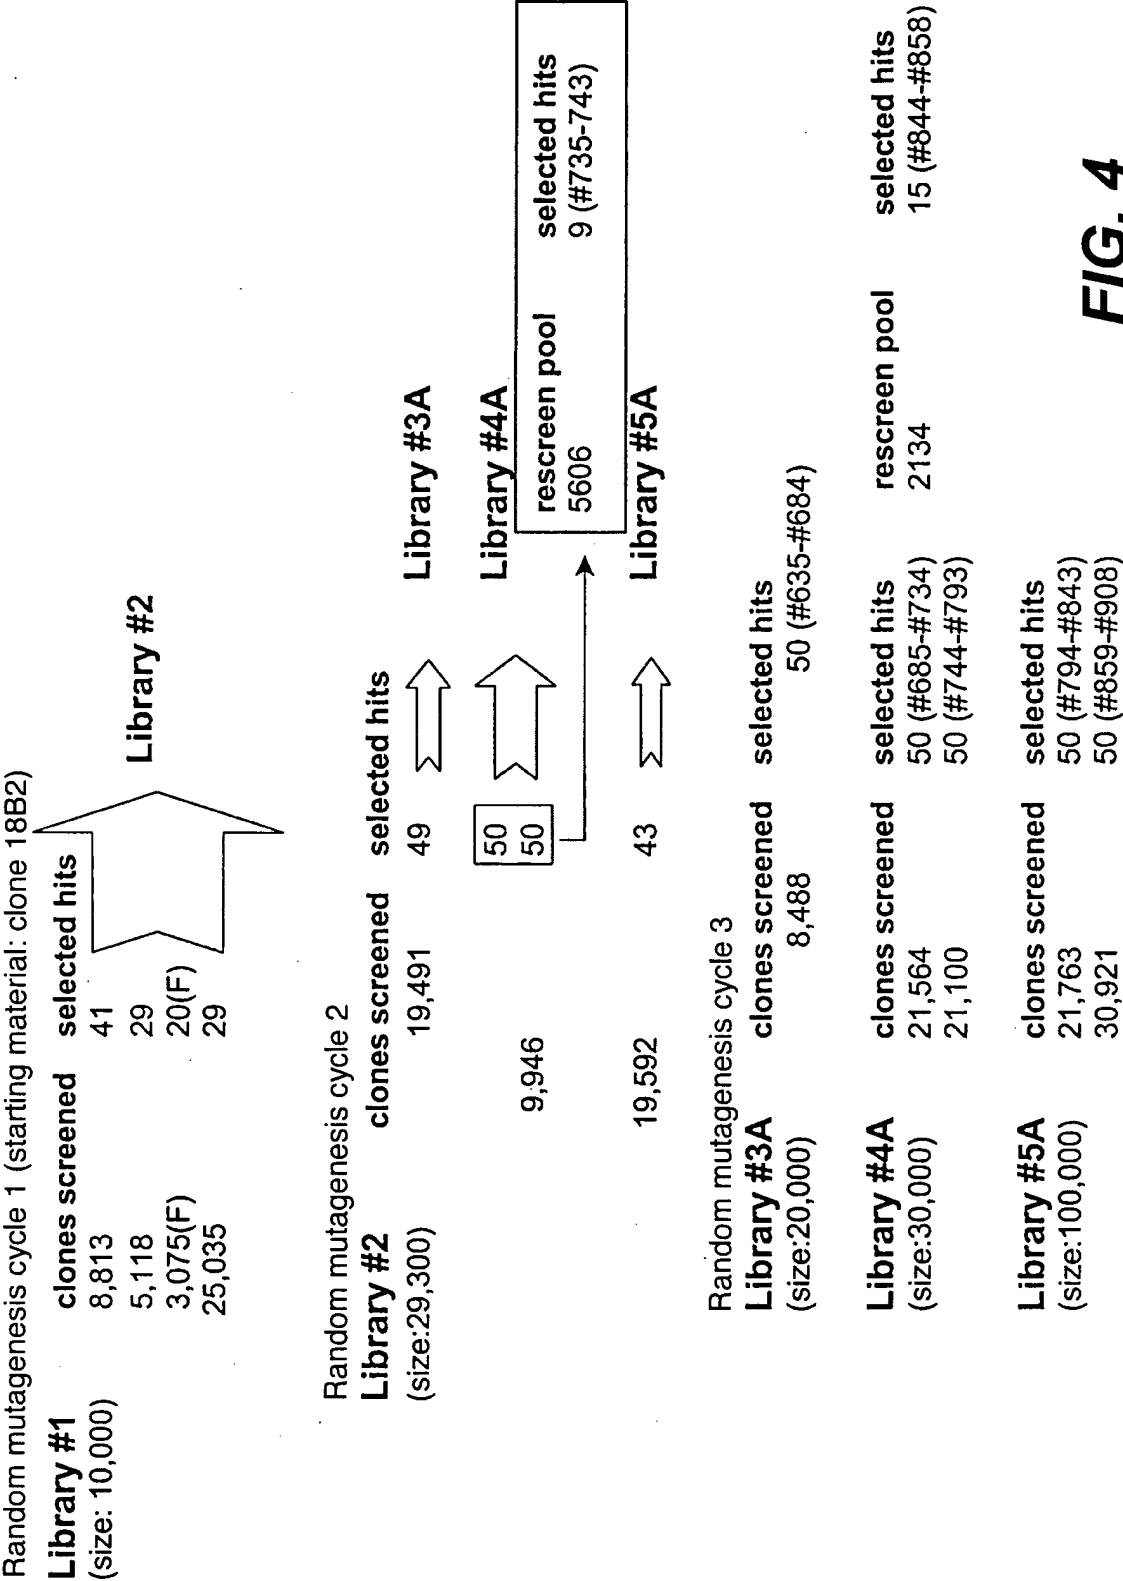 Random mutagenesis cycle 1 (starting material: clone 18B2)
Library #1 clones screened selected hits
(size: 10,000) 8,813 41
5,118 29 Library #2
3,075(F) 20(F)
25,035 29
Random mutagenesis cycle 2
Library #2 clones screened selected hits
(size:29,300) 19,491 49 Library #3A
50 Library #4A
9,946 50
rescreen pool selected hits
5606 9 (#735-743)
19,592 43 Library #5A
Random mutagenesis cycle 3
Library #3A clones screened selected hits
(size:20,000) 8,488 50 (#635-#684)
Library #4A clones screened selected hits rescreen pool selected hits
(size:30,000) 21,564 50 (#685-#734) 2134 15 (#844-#858)
21,100 50 (#744-#793)
Library #5A clones screened selected hits
(size:100,000) 21,763 50 (#794-#843)
30,921 50 (#859-#908)
FIG. 4